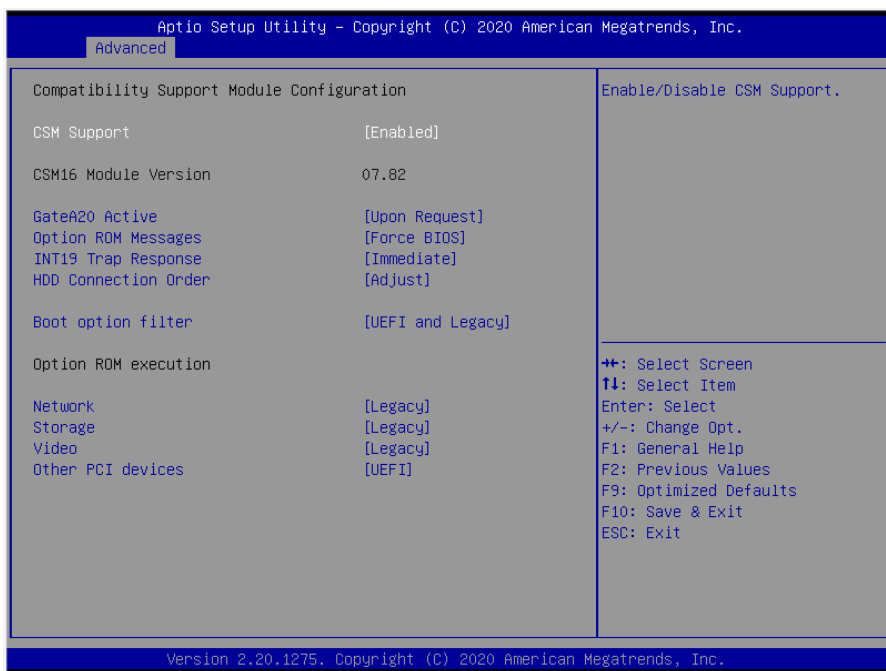 Aptio Setup Utility – Copyright (C) 2020 American Megatrends, Inc.
Advanced
Compatibility Support Module Configuration
CSM Support [Enabled]
CSM16 Module Version 07.82
GateA20 Active [Upon Request]
Option ROM Messages [Force BIOS]
INT19 Trap Response [Immediate]
HDD Connection Order [Adjust]
Boot option filter [UEFI and Legacy]
Option ROM execution
Network [Legacy]
Storage [Legacy]
Video [Legacy]
Other PCI devices [UEFI]
Enable/Disable CSM Support.
→←: Select Screen
↑↓: Select Item
Enter: Select
+/-: Change Opt.
F1: General Help
F2: Previous Values
F9: Optimized Defaults
F10: Save & Exit
ESC: Exit
Version 2.20.1275. Copyright (C) 2020 American Megatrends, Inc.